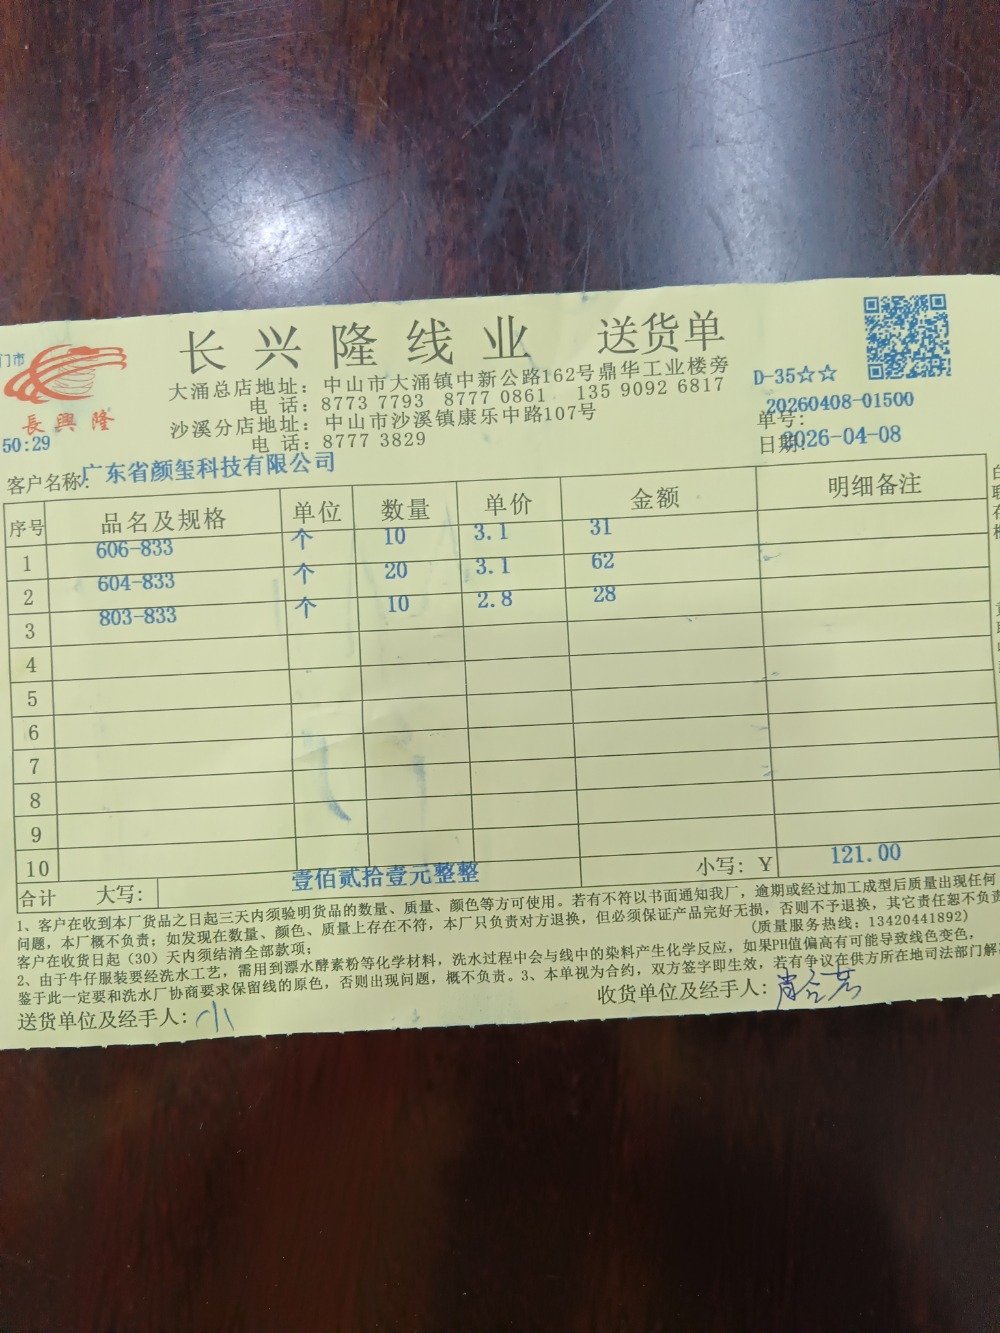 长兴隆线业 送货单
门市
長興隆
大涌总店地址：中山市大涌镇中新公路162号鼎华工业楼旁
电 话：8773 7793 8777 0861 135 9092 6817
D-35☆☆
沙溪分店地址：中山市沙溪镇康乐中路107号
单号：20260408-01500
电 话：8777 3829
日期：2026-04-08
50:29
客户名称：广东省颜玺科技有限公司
序号 品名及规格 单位 数量 单价 金额 明细备注
1 606-833 个 10 3.1 31
2 604-833 个 20 3.1 62
3 803-833 个 10 2.8 28
4
5
6
7
8
9
10
合计 大写： 壹佰贰拾壹元整整 小写：Y 121.00
1、客户在收到本厂货品之日起三天内须验明货品的数量、质量、颜色等方可使用。若有不符以书面通知我厂，逾期或经过加工成型后质量出现任何
问题，本厂概不负责；如发现在数量、颜色、质量上存在不符，本厂只负责对方退换，但必须保证产品完好无损，否则不予退换，其它责任恕不负责
客户在收货日起（30）天内须结清全部款项； (质量服务热线：13420441892)
2、由于牛仔服装要经洗水工艺，需用到漂水酵素粉等化学材料，洗水过程中会与线中的染料产生化学反应，如果PH值偏高有可能导致线色变色，
鉴于此一定要和洗水厂协商要求保留线的原色，否则出现问题，概不负责。3、本单视为合约，双方签字即生效，若有争议在供方所在地司法部门解
送货单位及经手人：小
收货单位及经手人：